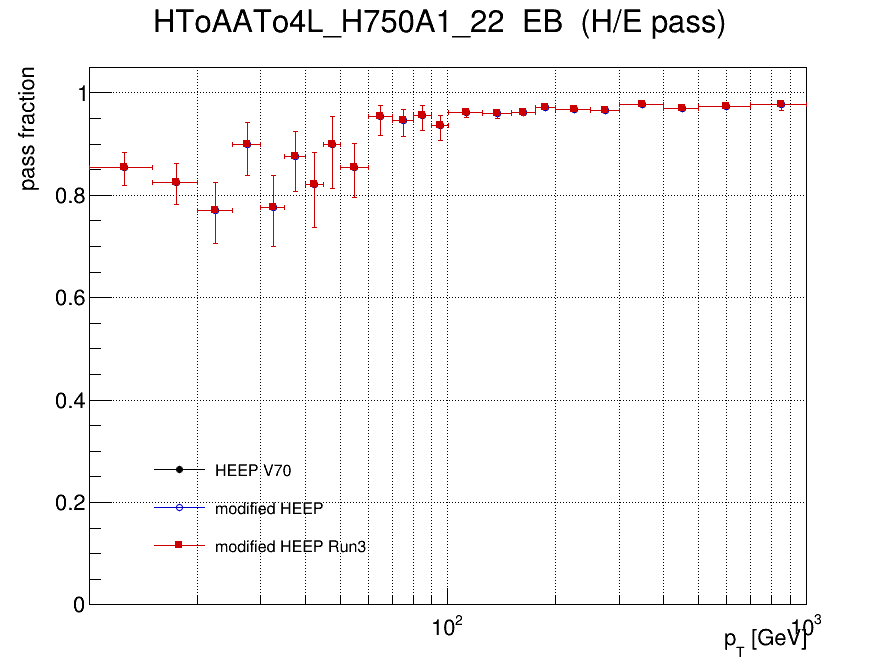 HToAATo4L_H750A1_22 EB (H/E pass)
pass fraction
1
0.8
0.6
0.4
0.2
0
HEEP V70
modified HEEP
modified HEEP Run3
10²
10³
p_T [GeV]